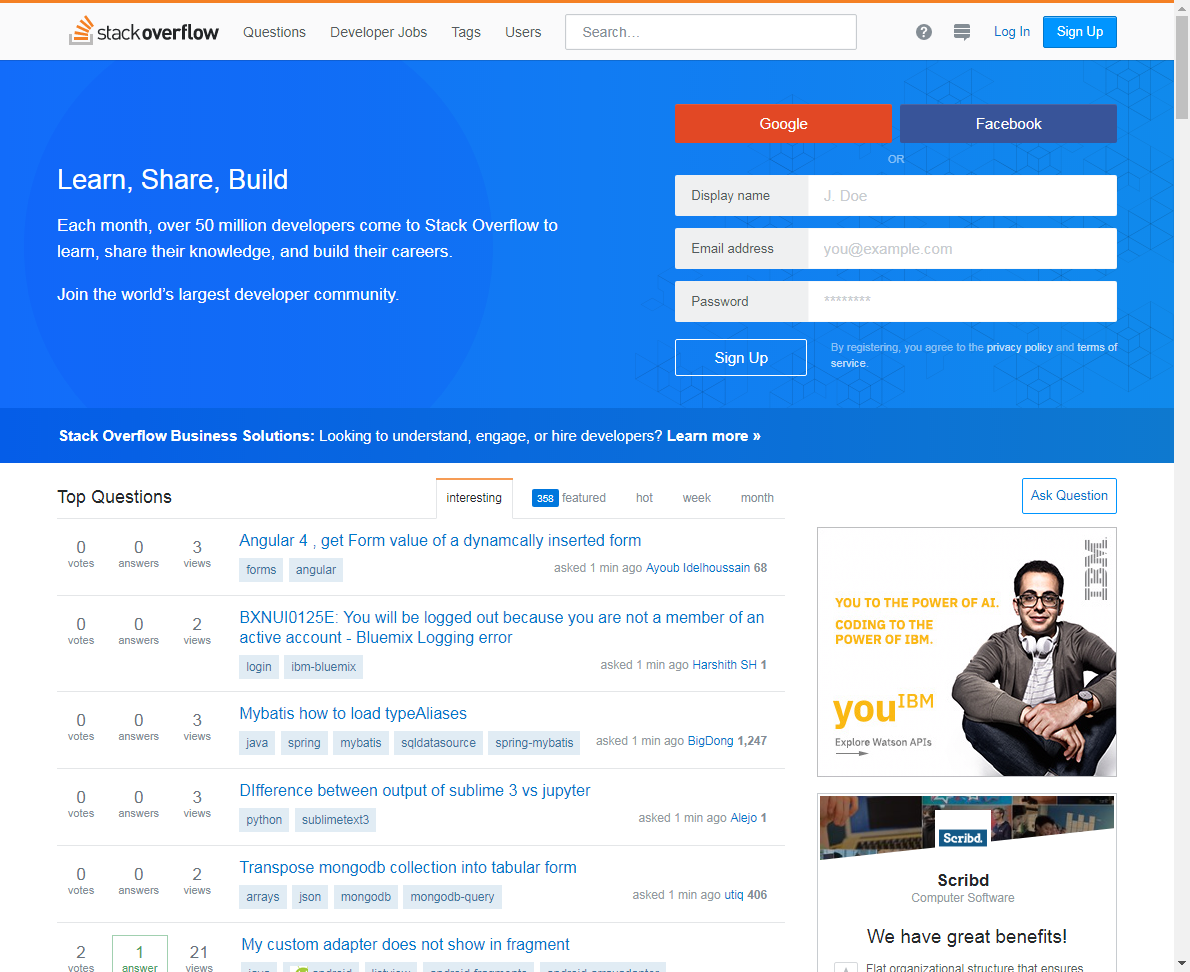 stack overflow
Questions
Developer Jobs
Tags
Users
Search...
?
Log In
Sign Up
Google
Facebook
OR
Learn, Share, Build
Each month, over 50 million developers come to Stack Overflow to
learn, share their knowledge, and build their careers.
Join the world's largest developer community.
Display name
J. Doe
Email address
you@example.com
Password
********
Sign Up
By registering, you agree to the privacy policy and terms of
service.
Stack Overflow Business Solutions: Looking to understand, engage, or hire developers? Learn more »
Top Questions
interesting
358 featured
hot
week
month
Ask Question
0 votes
0 answers
3 views
Angular 4 , get Form value of a dynamcally inserted form
forms angular
asked 1 min ago Ayoub Idelhoussain 68
0 votes
0 answers
2 views
BXNUI0125E: You will be logged out because you are not a member of an
active account - Bluemix Logging error
login ibm-bluemix
asked 1 min ago Harshith SH 1
0 votes
0 answers
3 views
Mybatis how to load typeAliases
java spring mybatis sqldatasource spring-mybatis
asked 1 min ago BigDong 1,247
0 votes
0 answers
3 views
DIfference between output of sublime 3 vs jupyter
python sublimetext3
asked 1 min ago Alejo 1
0 votes
0 answers
2 views
Transpose mongodb collection into tabular form
arrays json mongodb mongodb-query
asked 1 min ago utiq 406
2 votes
1 answer
21 views
My custom adapter does not show in fragment
java android listview android-fragments android-arrayadapter
IBM
YOU TO THE POWER OF AI.
CODING TO THE
POWER OF IBM.
you IBM
Explore Watson APIs
Scribd.
Scribd
Computer Software
We have great benefits!
Flat organizational structure that ensures